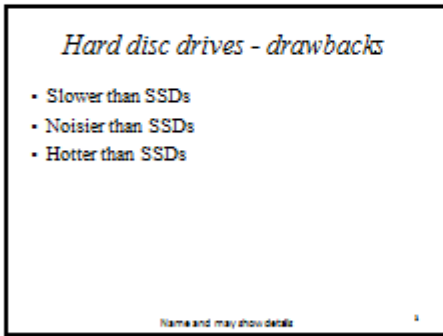 Hard disc drives - drawbacks
▪ Slower than SSDs
▪ Noisier than SSDs
▪ Hotter than SSDs
Name and may show details